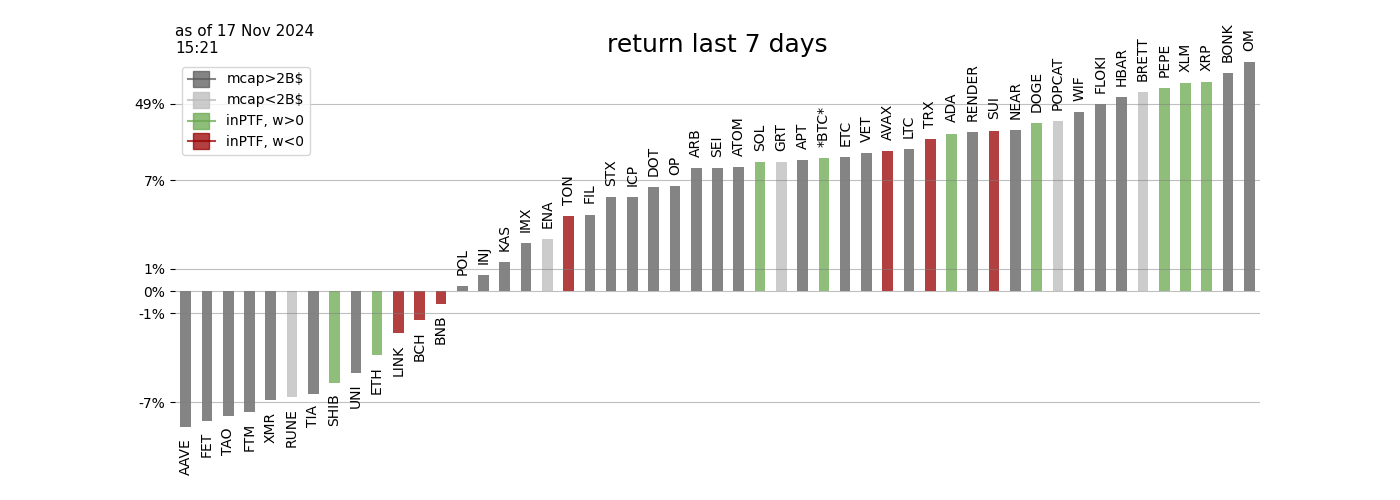 as of 17 Nov 2024
15:21
return last 7 days
mcap>2B$
mcap<2B$
inPTF, w>0
inPTF, w<0
49%
7%
1%
0%
-1%
-7%
AAVE
FET
TAO
FTM
XMR
RUNE
TIA
SHIB
UNI
ETH
LINK
BCH
BNB
POL
INJ
KAS
IMX
ENA
TON
FIL
STX
ICP
DOT
OP
ARB
SEI
ATOM
SOL
GRT
APT
*BTC*
ETC
VET
AVAX
LTC
TRX
ADA
RENDER
SUI
NEAR
DOGE
POPCAT
WIF
FLOKI
HBAR
BRETT
PEPE
XLM
XRP
BONK
OM